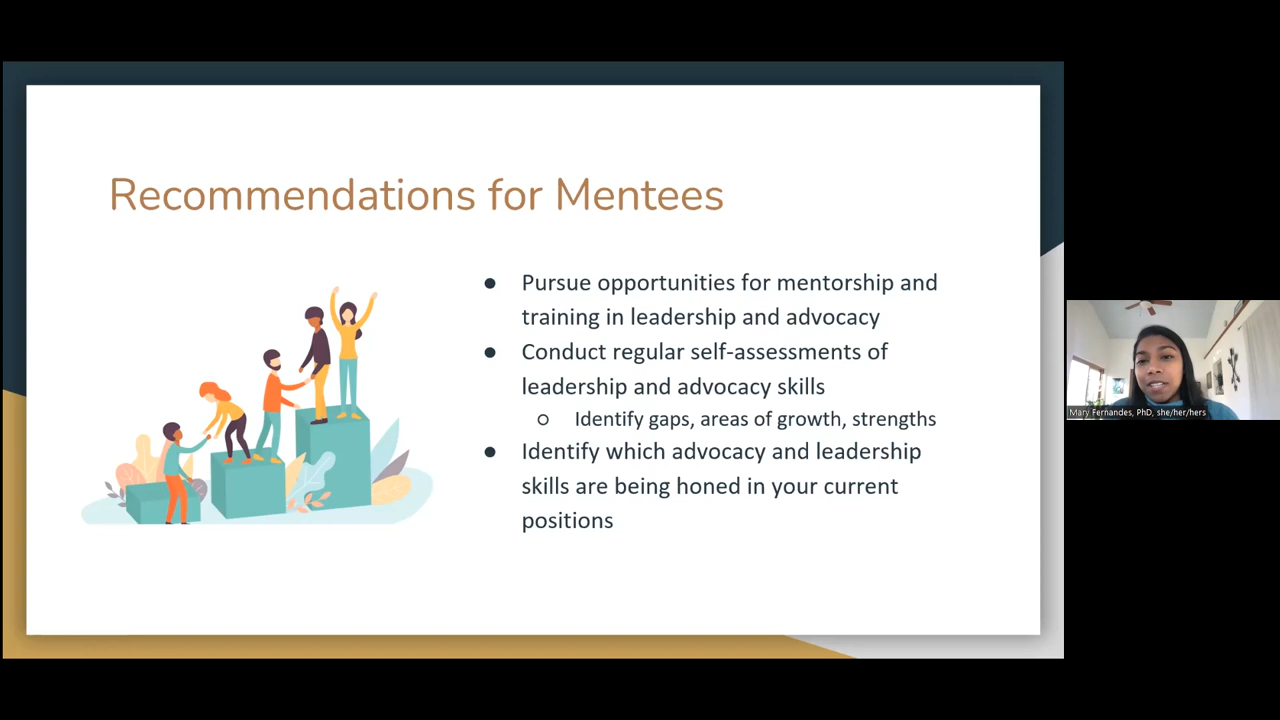 Recommendations for Mentees
● Pursue opportunities for mentorship and
training in leadership and advocacy
● Conduct regular self-assessments of
leadership and advocacy skills
○ Identify gaps, areas of growth, strengths
● Identify which advocacy and leadership
skills are being honed in your current
positions
Mary Fernandes, PhD, she/her/hers